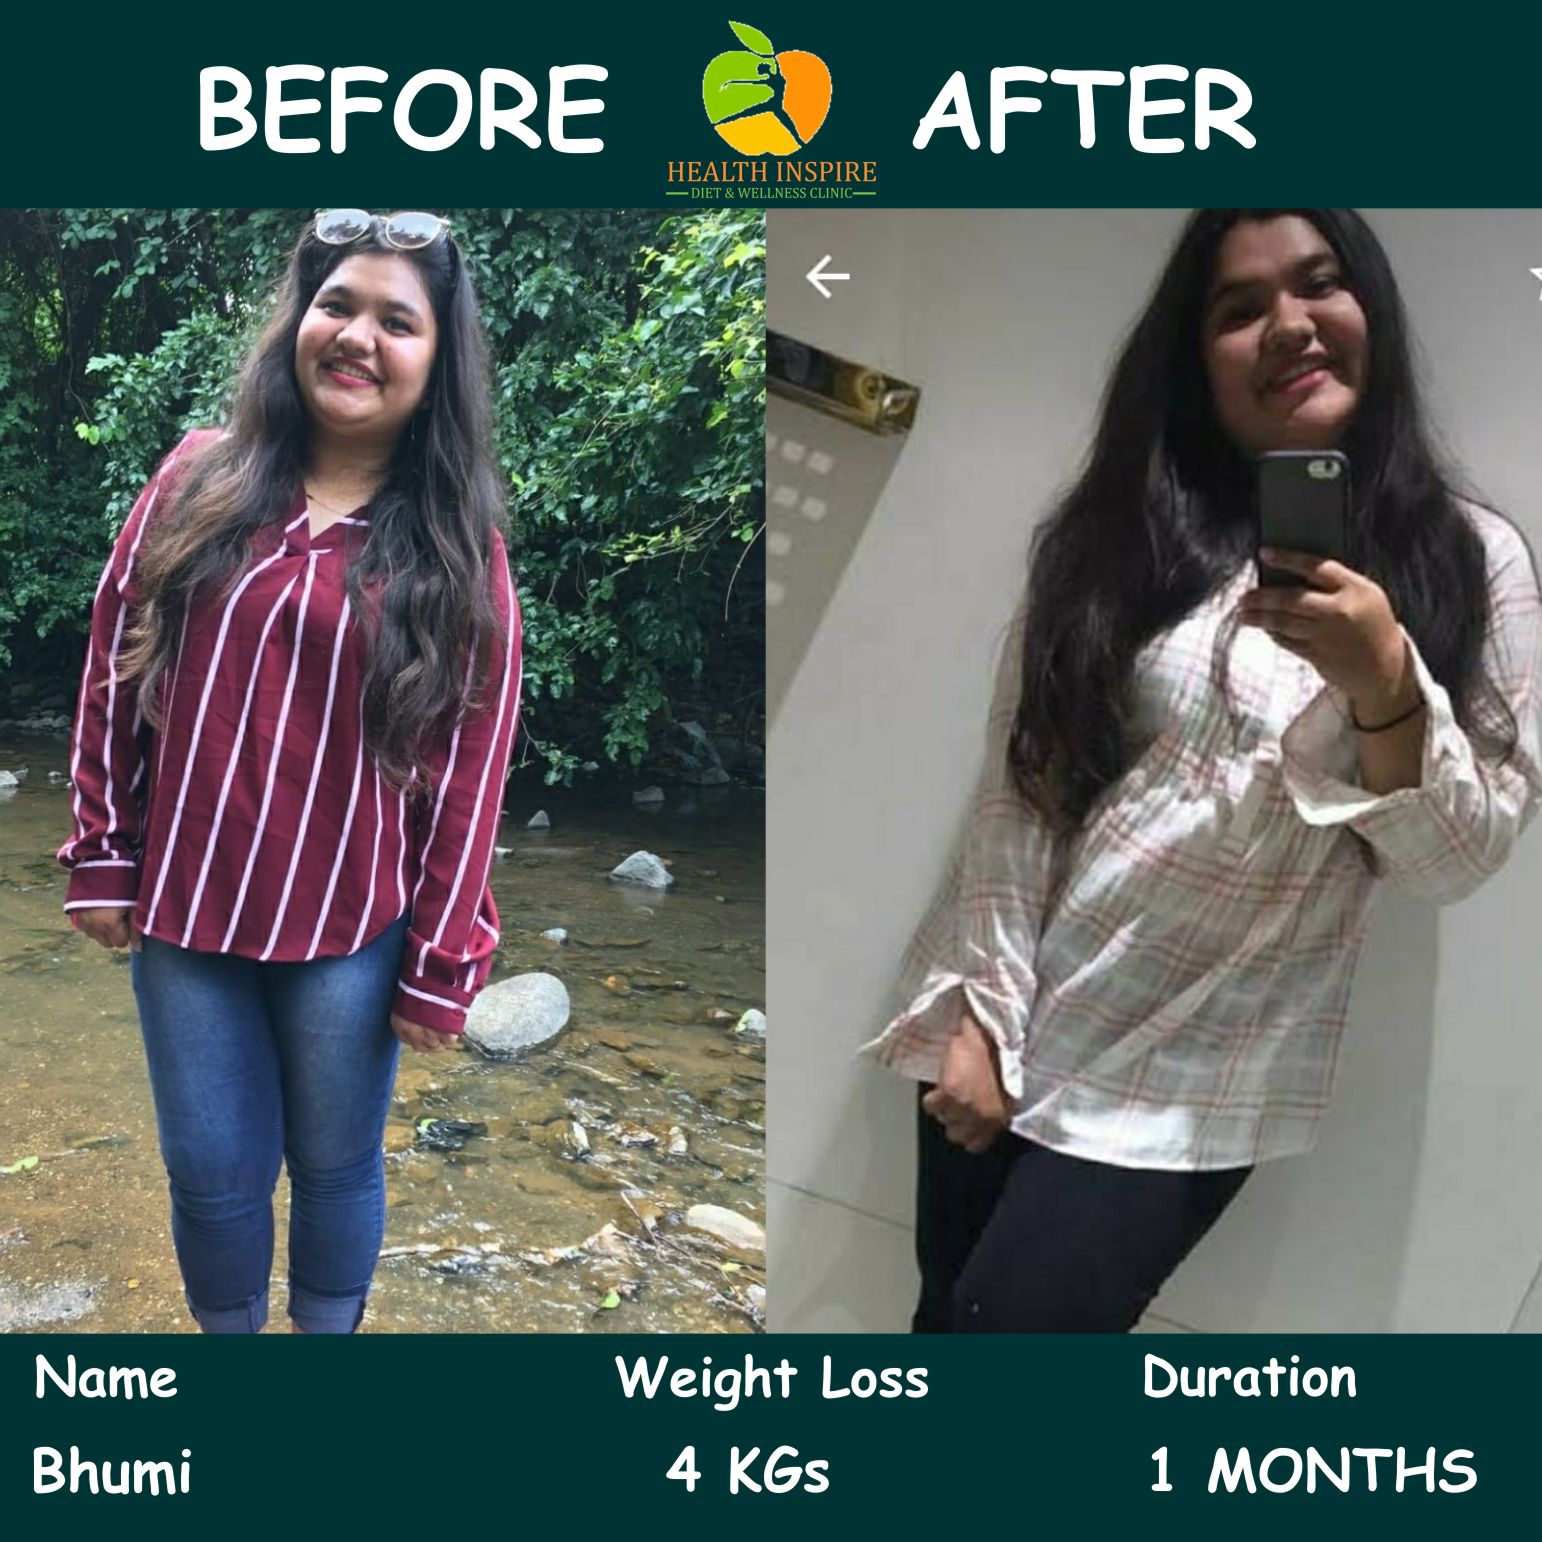 BEFORE
AFTER
HEALTH INSPIRE
DIET & WELLNESS CLINIC
Name
Weight Loss
Duration
Bhumi
4 KGs
1 MONTHS